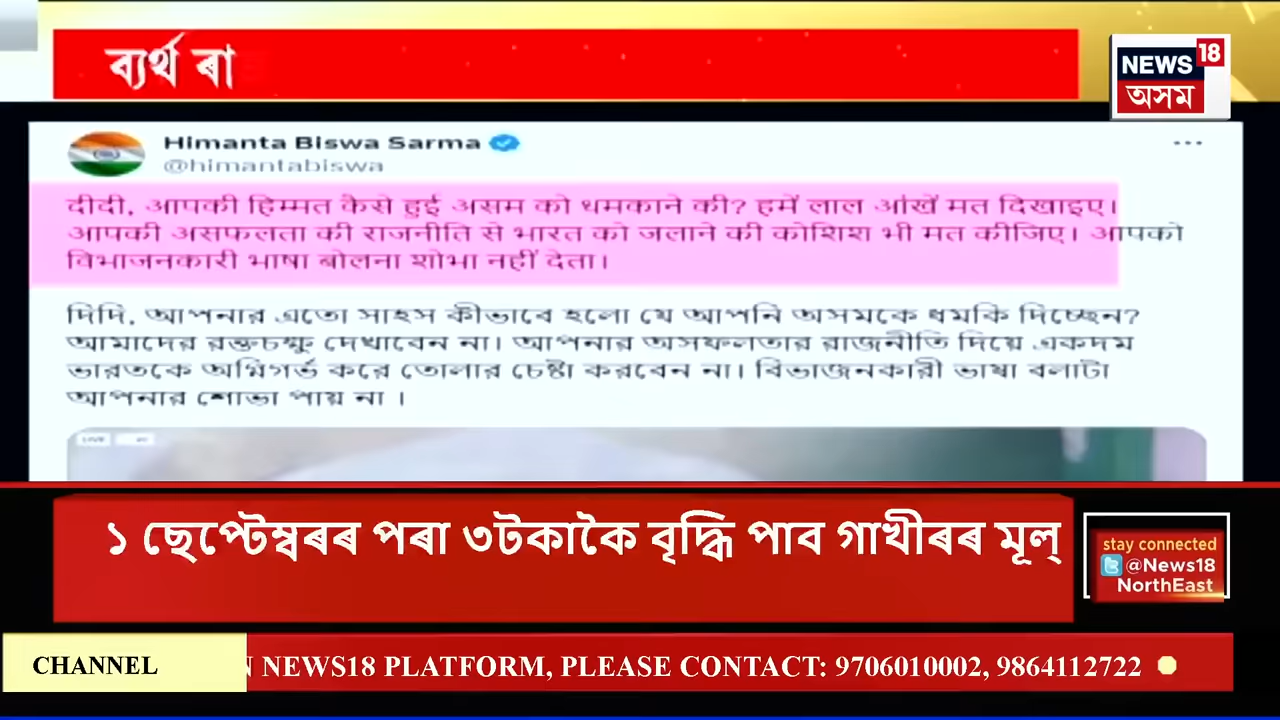 ব্যৰ্থ ৰা
NEWS 18
অসম
Himanta Biswa Sarma
@himantabiswa
दीदी, आपकी हिम्मत कैसे हुई असम को धमकाने की? हमें लाल आंखें मत दिखाइए।
आपकी असफलता की राजनीति से भारत को जलाने की कोशिश भी मत कीजिए। आपको
विभाजनकारी भाषा बोलना शोभा नहीं देता।
দিদি, আপনার এতো সাহস কীভাবে হলো যে আপনি অসমকে ধমকি দিচ্ছেন?
আমাদের রক্তচক্ষু দেখাবেন না। আপনার অসফলতার রাজনীতি দিয়ে একদম
ভারতকে অগ্নিগর্ভ করে তোলার চেষ্টা করবেন না। বিভাজনকারী ভাষা বলাটা
আপনার শোভা পায় না ।
LIVE
১ ছেপ্টেম্বৰৰ পৰা ৩টকাকৈ বৃদ্ধি পাব গাখীৰৰ মূল্
stay connected
@News18
NorthEast
CHANNEL
N NEWS18 PLATFORM, PLEASE CONTACT: 9706010002, 9864112722